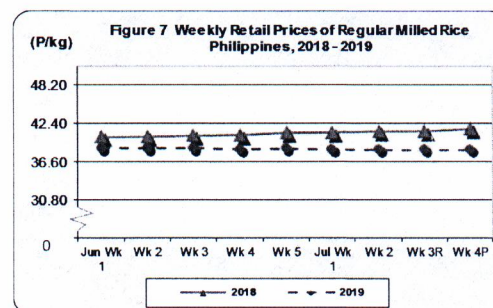 Figure 7 Weekly Retail Prices of Regular Milled Rice
Philippines, 2018 - 2019
(P/kg)
48.20
42.40
36.60
30.80
0
Jun Wk 1
Wk 2
Wk 3
Wk 4
Wk 5
Jul Wk 1
Wk 2
Wk 3R
Wk 4P
2018
2019